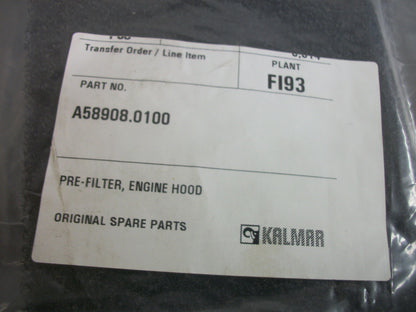 Transfer Order / Line Item
PLANT
FI93
PART NO.
A58908.0100
PRE-FILTER, ENGINE HOOD
ORIGINAL SPARE PARTS
KALMAR